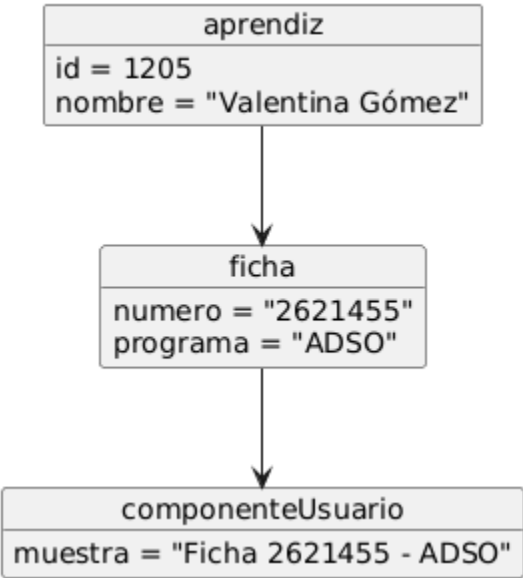 aprendiz
id = 1205
nombre = "Valentina Gómez"
ficha
numero = "2621455"
programa = "ADSO"
componenteUsuario
muestra = "Ficha 2621455 - ADSO"